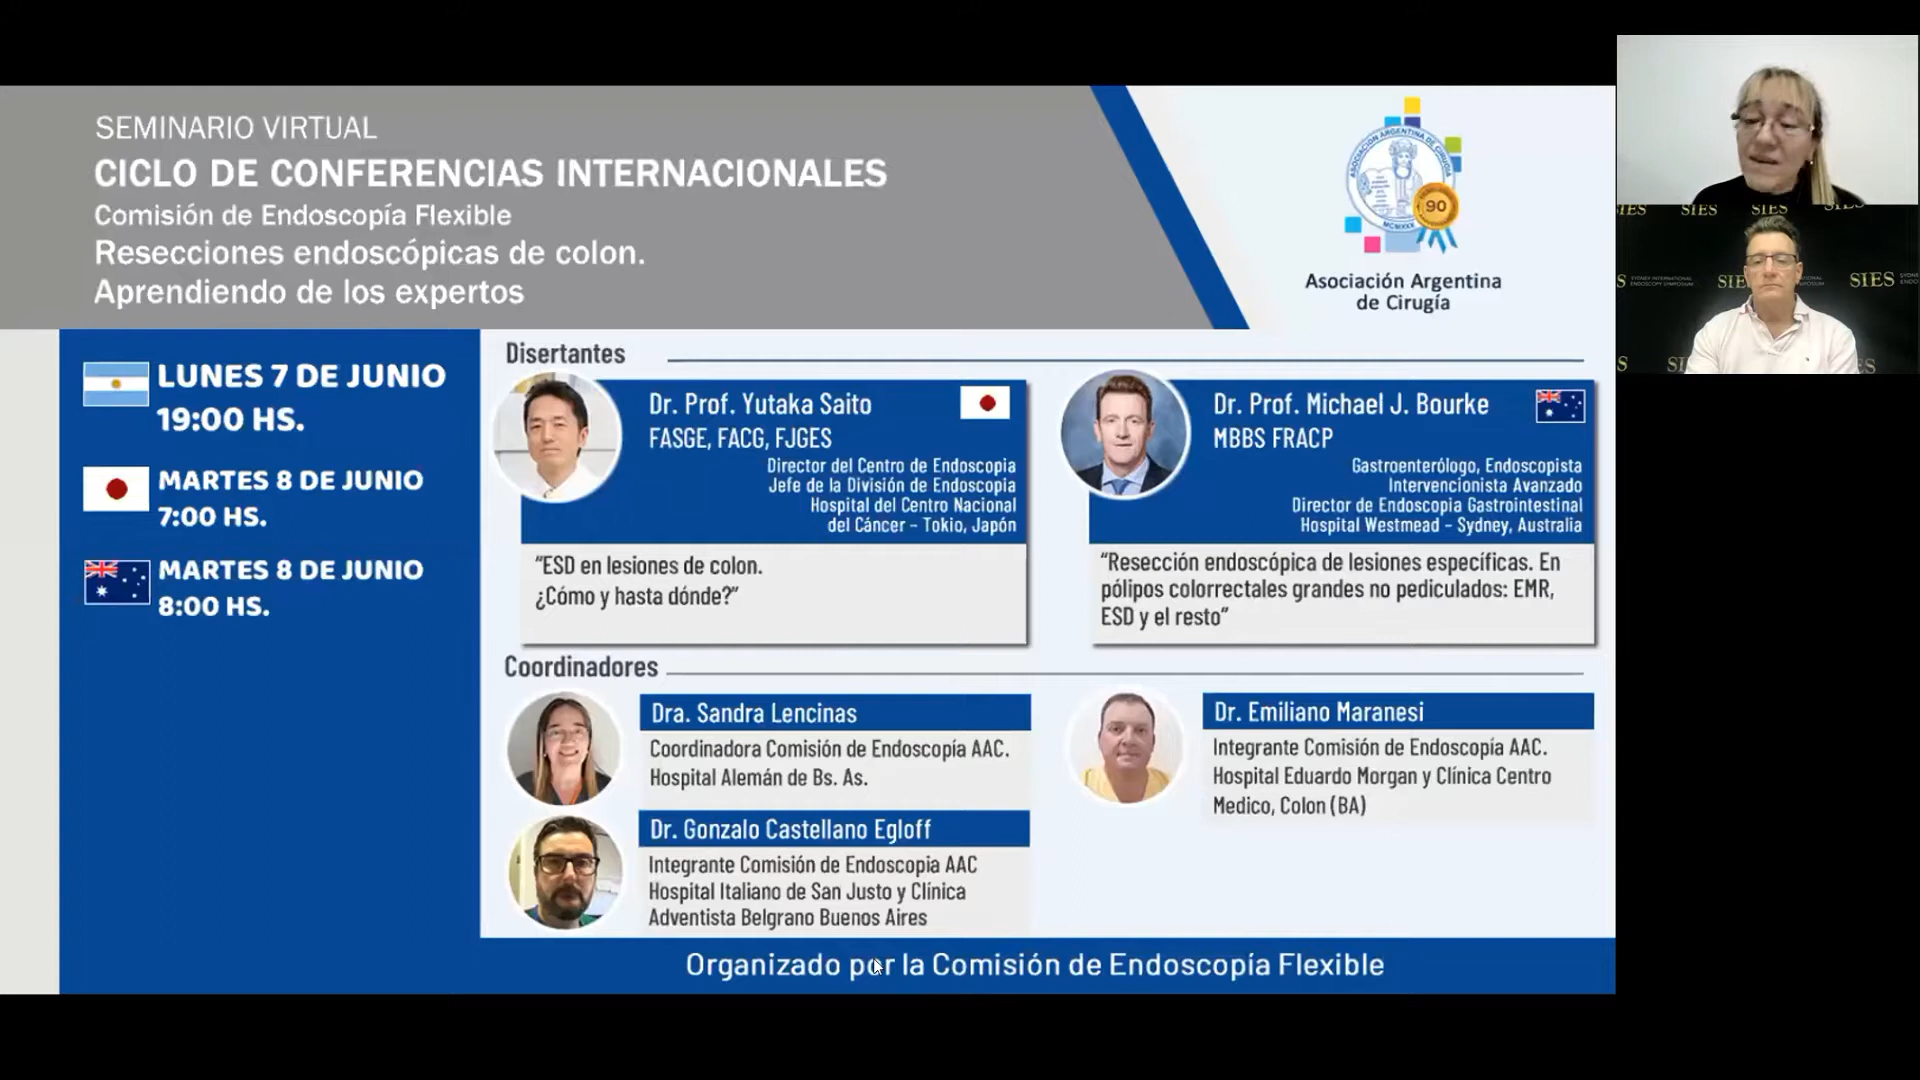 SEMINARIO VIRTUAL
CICLO DE CONFERENCIAS INTERNACIONALES
Comisión de Endoscopía Flexible
Resecciones endoscópicas de colon.
Aprendiendo de los expertos
ASOCIACION ARGENTINA DE CIRUGIA
MCMXXX
90
Asociación Argentina
de Cirugía
LUNES 7 DE JUNIO
19:00 HS.
MARTES 8 DE JUNIO
7:00 HS.
MARTES 8 DE JUNIO
8:00 HS.
Disertantes
Dr. Prof. Yutaka Saito
FASGE, FACG, FJGES
Director del Centro de Endoscopia
Jefe de la División de Endoscopia
Hospital del Centro Nacional
del Cáncer – Tokio, Japón
“ESD en lesiones de colon.
¿Cómo y hasta dónde?”
Dr. Prof. Michael J. Bourke
MBBS FRACP
Gastroenterólogo, Endoscopista
Intervencionista Avanzado
Director de Endoscopia Gastrointestinal
Hospital Westmead – Sydney, Australia
“Resección endoscópica de lesiones específicas. En
pólipos colorrectales grandes no pediculados: EMR,
ESD y el resto”
Coordinadores
Dra. Sandra Lencinas
Coordinadora Comisión de Endoscopía AAC.
Hospital Alemán de Bs. As.
Dr. Emiliano Maranesi
Integrante Comisión de Endoscopía AAC.
Hospital Eduardo Morgan y Clínica Centro
Medico, Colon (BA)
Dr. Gonzalo Castellano Egloff
Integrante Comisión de Endoscopia AAC
Hospital Italiano de San Justo y Clínica
Adventista Belgrano Buenos Aires
Organizado por la Comisión de Endoscopía Flexible
SIES
SIES
SIES
SIES